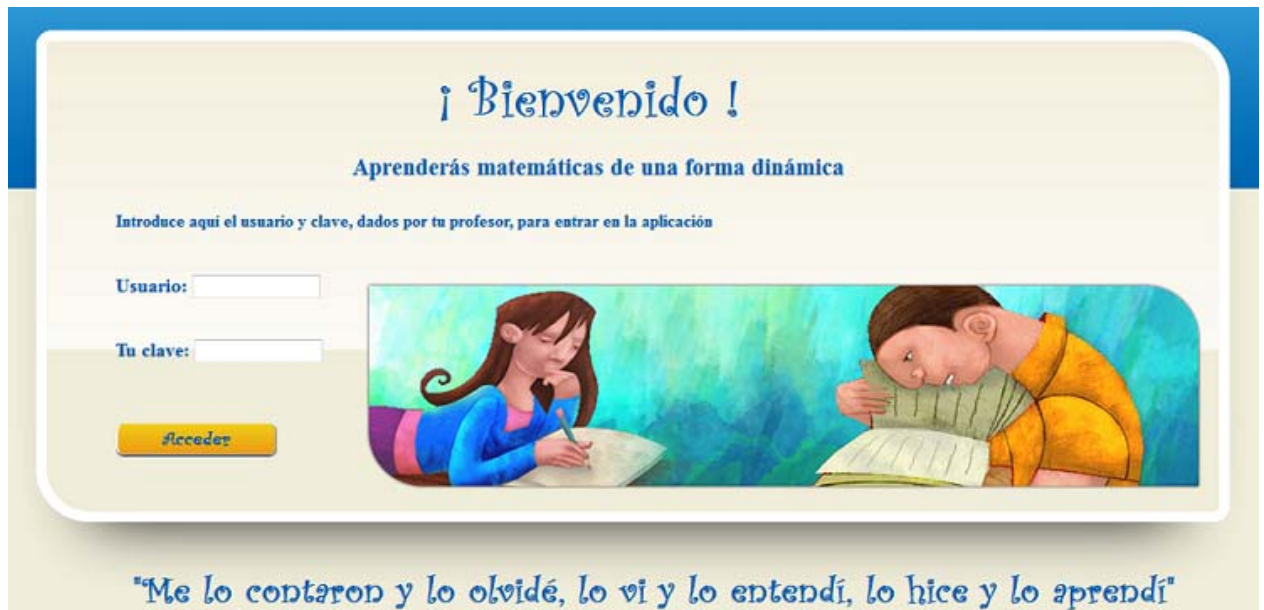 ¡ Bienvenido !
Aprenderás matemáticas de una forma dinámica
Introduce aquí el usuario y clave, dados por tu profesor, para entrar en la aplicación
Usuario:
Tu clave:
Acceder
"Me lo contaron y lo olvidé, lo vi y lo entendí, lo hice y lo aprendí"